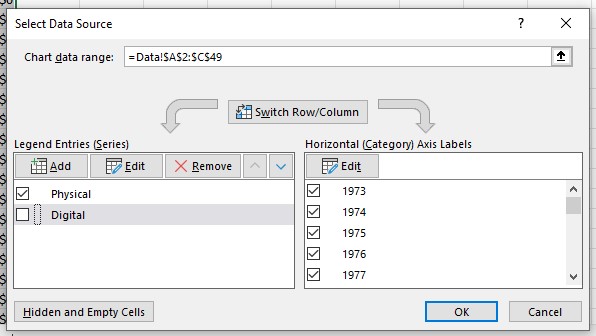 Select Data Source
? X
Chart data range: =Data!$A$2:$C$49
Switch Row/Column
Legend Entries (Series)
Add Edit Remove
Physical
Digital
Horizontal (Category) Axis Labels
Edit
1973
1974
1975
1976
1977
Hidden and Empty Cells
OK Cancel